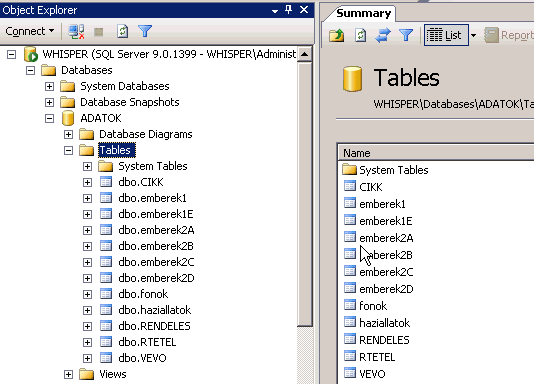 Object Explorer
Connect
WHISPER (SQL Server 9.0.1399 - WHISPER\Administ
Databases
System Databases
Database Snapshots
ADATOK
Database Diagrams
Tables
System Tables
dbo.CIKK
dbo.emberek1
dbo.emberek1E
dbo.emberek2A
dbo.emberek2B
dbo.emberek2C
dbo.emberek2D
dbo.fonok
dbo.haziallatok
dbo.RENDELES
dbo.RTETEL
dbo.VEVO
Views
Summary
List Report
Tables
WHISPER\Databases\ADATOK\Ta
Name
System Tables
CIKK
emberek1
emberek1E
emberek2A
emberek2B
emberek2C
emberek2D
fonok
haziallatok
RENDELES
RTETEL
VEVO